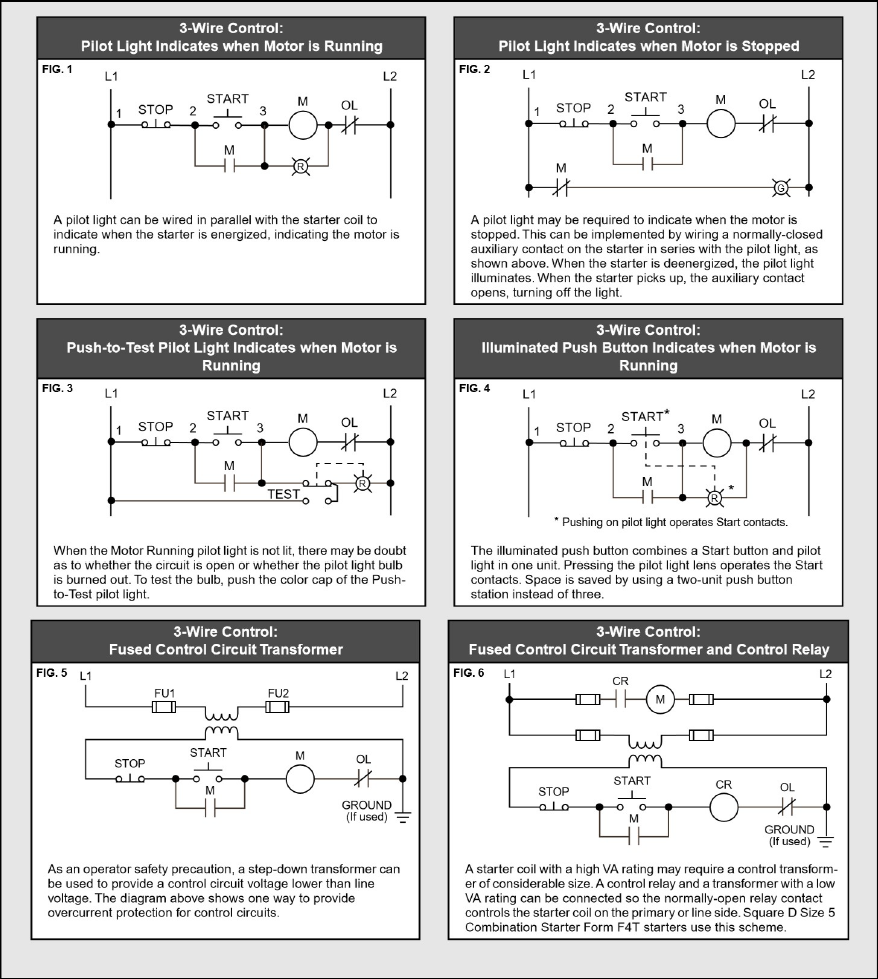 3-Wire Control:
Pilot Light Indicates when Motor is Running
FIG. 1
L1
L2
1
STOP
2
START
3
M
OL
M
R
A pilot light can be wired in parallel with the starter coil to
indicate when the starter is energized, indicating the motor is
running.
3-Wire Control:
Pilot Light Indicates when Motor is Stopped
FIG. 2
L1
L2
1
STOP
2
START
3
M
OL
M
M
G
A pilot light may be required to indicate when the motor is
stopped. This can be implemented by wiring a normally-closed
auxiliary contact on the starter in series with the pilot light, as
shown above. When the starter is deenergized, the pilot light
illuminates. When the starter picks up, the auxiliary contact
opens, turning off the light.
3-Wire Control:
Push-to-Test Pilot Light Indicates when Motor is
Running
FIG. 3
L1
L2
1
STOP
2
START
3
M
OL
M
TEST
R
When the Motor Running pilot light is not lit, there may be doubt
as to whether the circuit is open or whether the pilot light bulb
is burned out. To test the bulb, push the color cap of the Push-
to-Test pilot light.
3-Wire Control:
Illuminated Push Button Indicates when Motor is
Running
FIG. 4
L1
L2
1
STOP
2
START*
3
M
OL
M
R
*
* Pushing on pilot light operates Start contacts.
The illuminated push button combines a Start button and pilot
light in one unit. Pressing the pilot light lens operates the Start
contacts. Space is saved by using a two-unit push button
station instead of three.
3-Wire Control:
Fused Control Circuit Transformer
FIG. 5
L1
L2
FU1
FU2
STOP
START
M
OL
M
GROUND
(If used)
As an operator safety precaution, a step-down transformer can
be used to provide a control circuit voltage lower than line
voltage. The diagram above shows one way to provide
overcurrent protection for control circuits.
3-Wire Control:
Fused Control Circuit Transformer and Control Relay
FIG. 6
L1
L2
CR
M
STOP
START
CR
OL
M
GROUND
(If used)
A starter coil with a high VA rating may require a control transform-
er of considerable size. A control relay and a transformer with a low
VA rating can be connected so the normally-open relay contact
controls the starter coil on the primary or line side. Square D Size 5
Combination Starter Form F4T starters use this scheme.